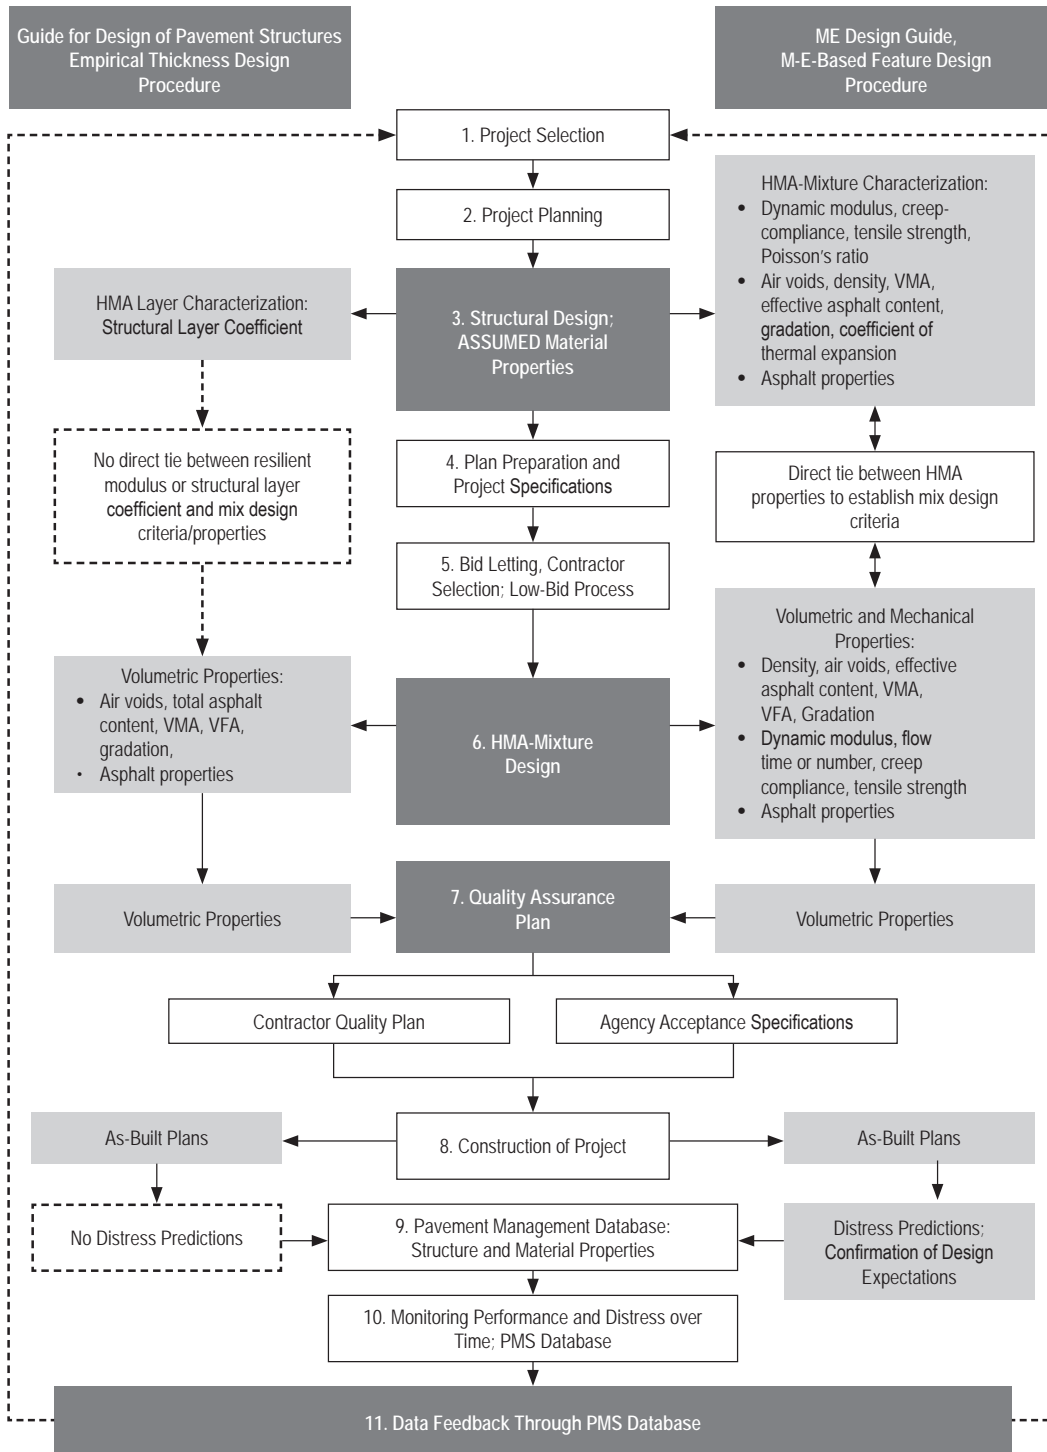 Guide for Design of Pavement Structures
Empirical Thickness Design
Procedure
ME Design Guide,
M-E-Based Feature Design
Procedure
1. Project Selection
2. Project Planning
HMA Layer Characterization:
Structural Layer Coefficient
3. Structural Design;
ASSUMED Material
Properties
HMA-Mixture Characterization:
• Dynamic modulus, creep-
compliance, tensile strength,
Poisson's ratio
• Air voids, density, VMA,
effective asphalt content,
gradation, coefficient of
thermal expansion
• Asphalt properties
No direct tie between resilient
modulus or structural layer
coefficient and mix design
criteria/properties
4. Plan Preparation and
Project Specifications
Direct tie between HMA
properties to establish mix design
criteria
5. Bid Letting, Contractor
Selection; Low-Bid Process
Volumetric Properties:
• Air voids, total asphalt
content, VMA, VFA,
gradation,
• Asphalt properties
6. HMA-Mixture
Design
Volumetric and Mechanical
Properties:
• Density, air voids, effective
asphalt content, VMA,
VFA, Gradation
• Dynamic modulus, flow
time or number, creep
compliance, tensile strength
• Asphalt properties
Volumetric Properties
7. Quality Assurance
Plan
Volumetric Properties
Contractor Quality Plan
Agency Acceptance Specifications
As-Built Plans
8. Construction of Project
As-Built Plans
No Distress Predictions
9. Pavement Management Database:
Structure and Material Properties
Distress Predictions;
Confirmation of Design
Expectations
10. Monitoring Performance and Distress over
Time; PMS Database
11. Data Feedback Through PMS Database